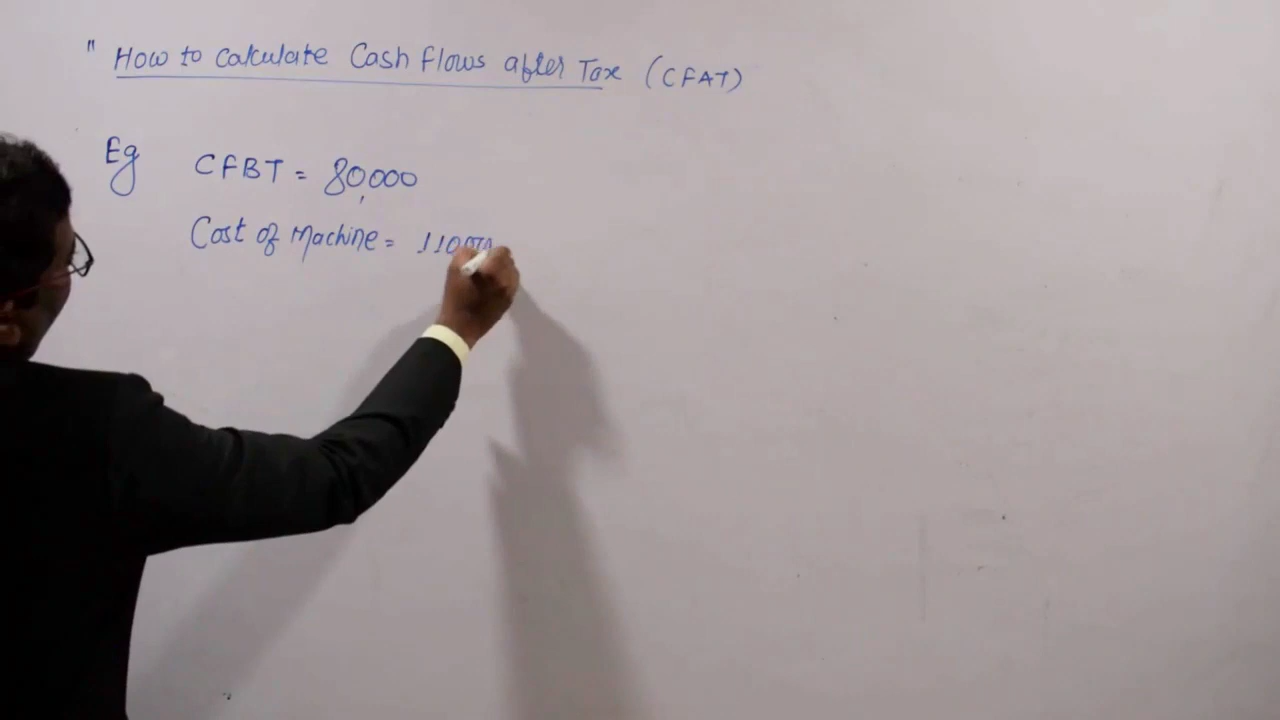 " How to Calculate Cash flows after Tax (CFAT)
Eg CFBT = 80,000
Cost of Machine =